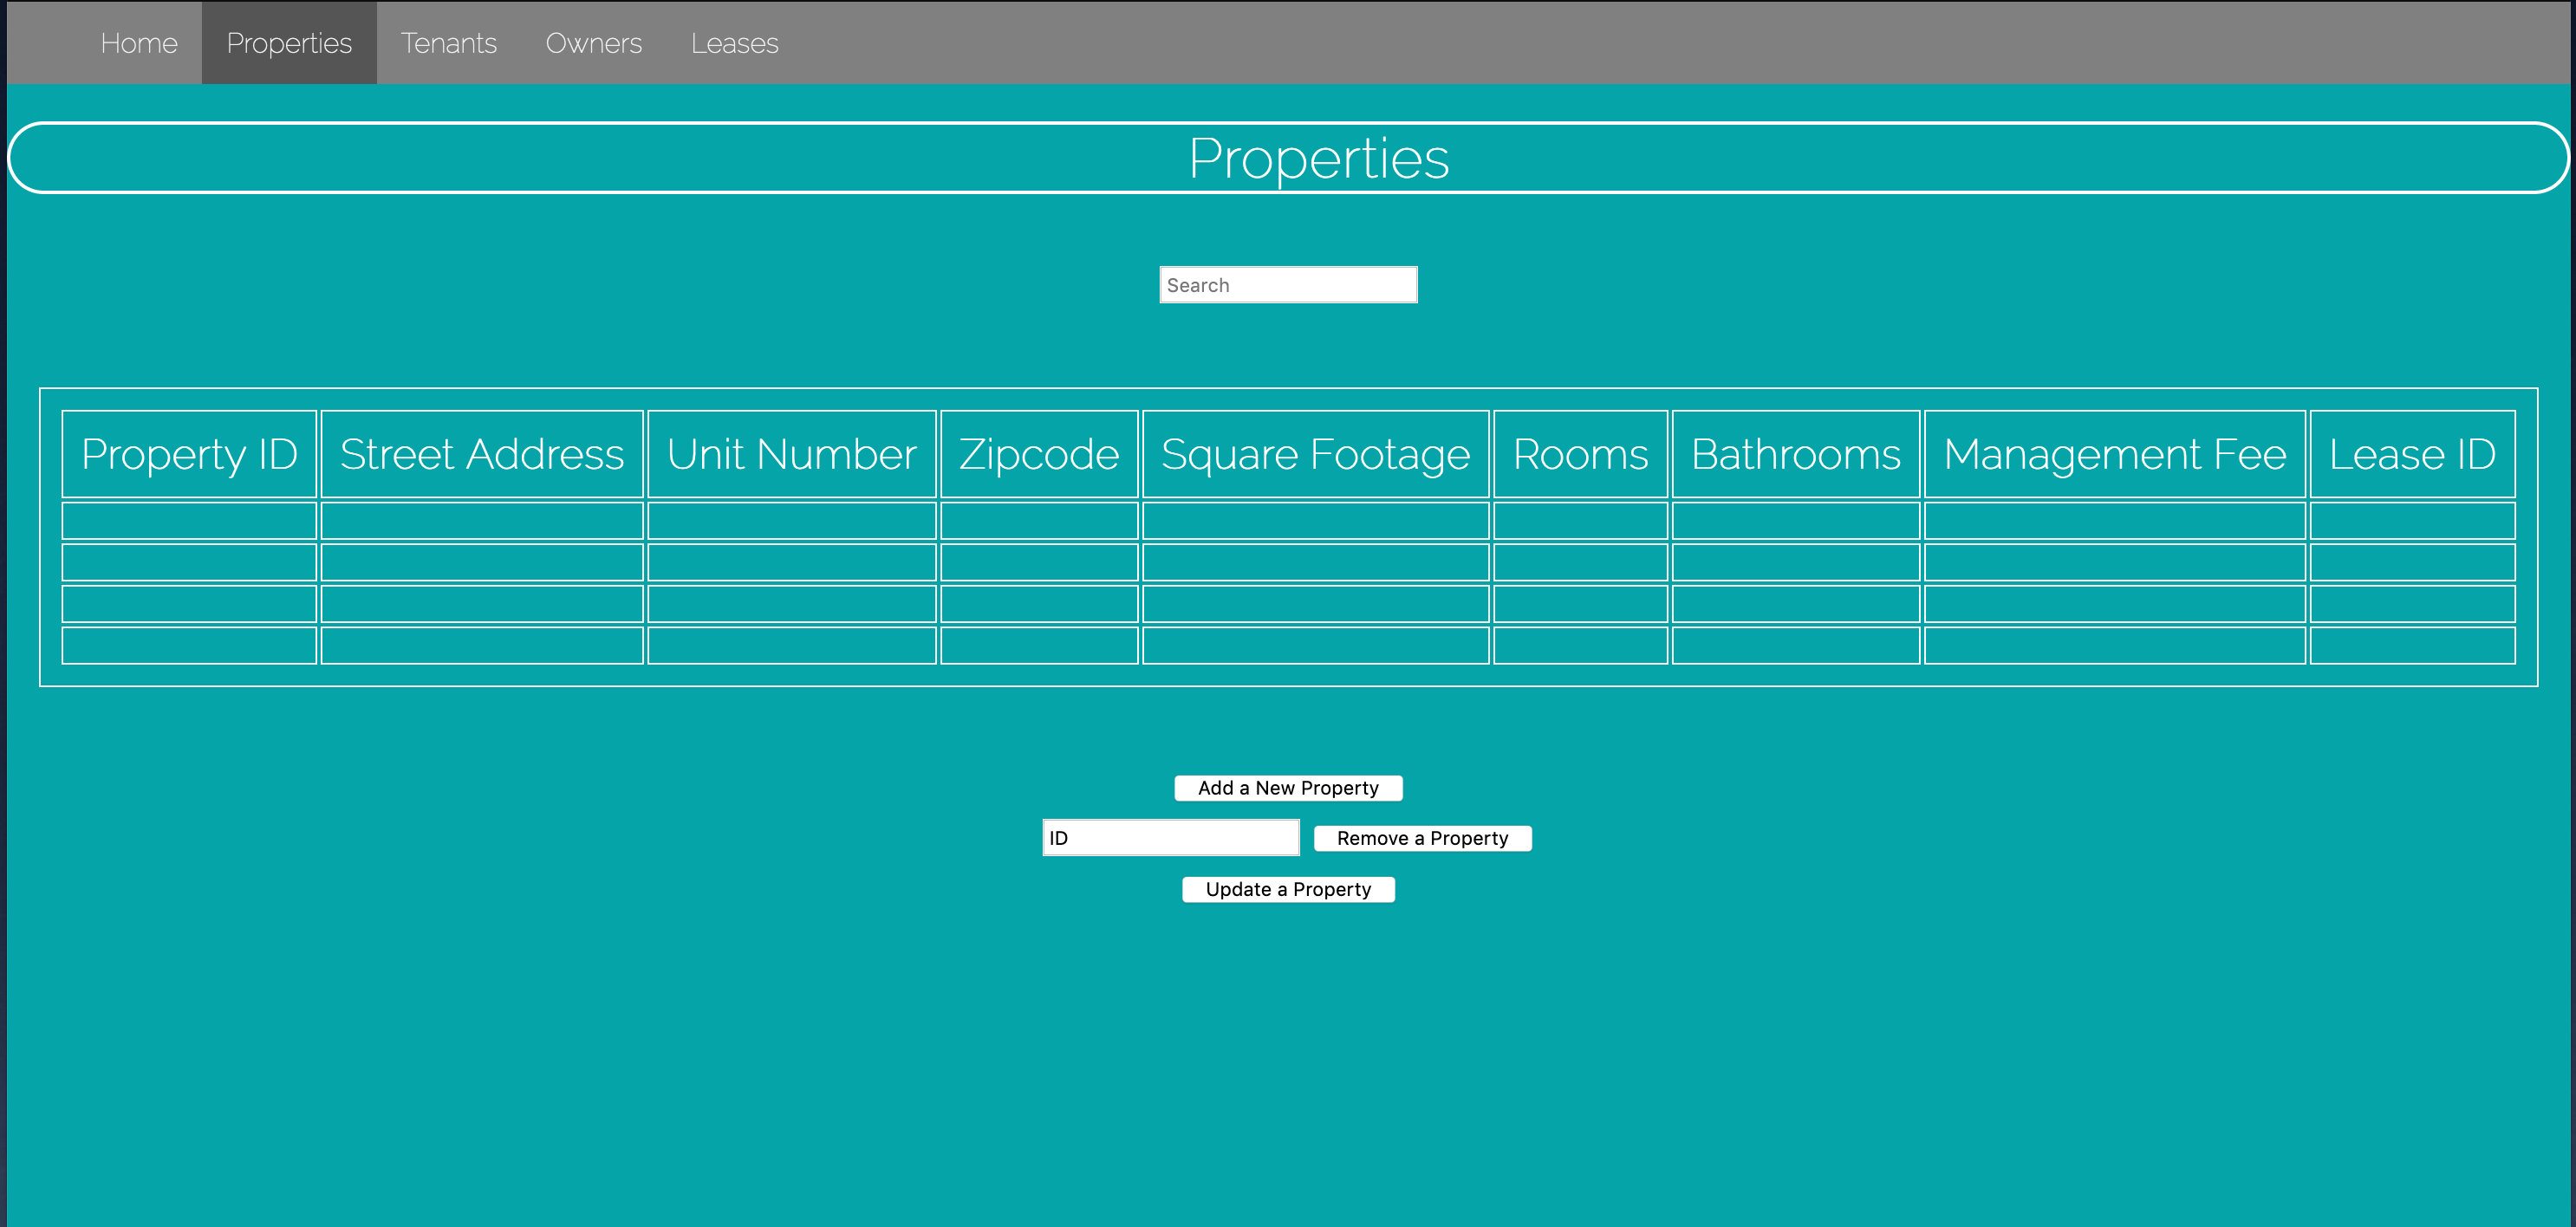 Home Properties Tenants Owners Leases
Properties
Search
Property ID Street Address Unit Number Zipcode Square Footage Rooms Bathrooms Management Fee Lease ID
Add a New Property
ID Remove a Property
Update a Property